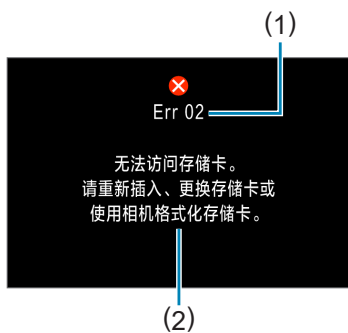 (1)
Err 02
无法访问存储卡。
请重新插入、更换存储卡或
使用相机格式化存储卡。
(2)